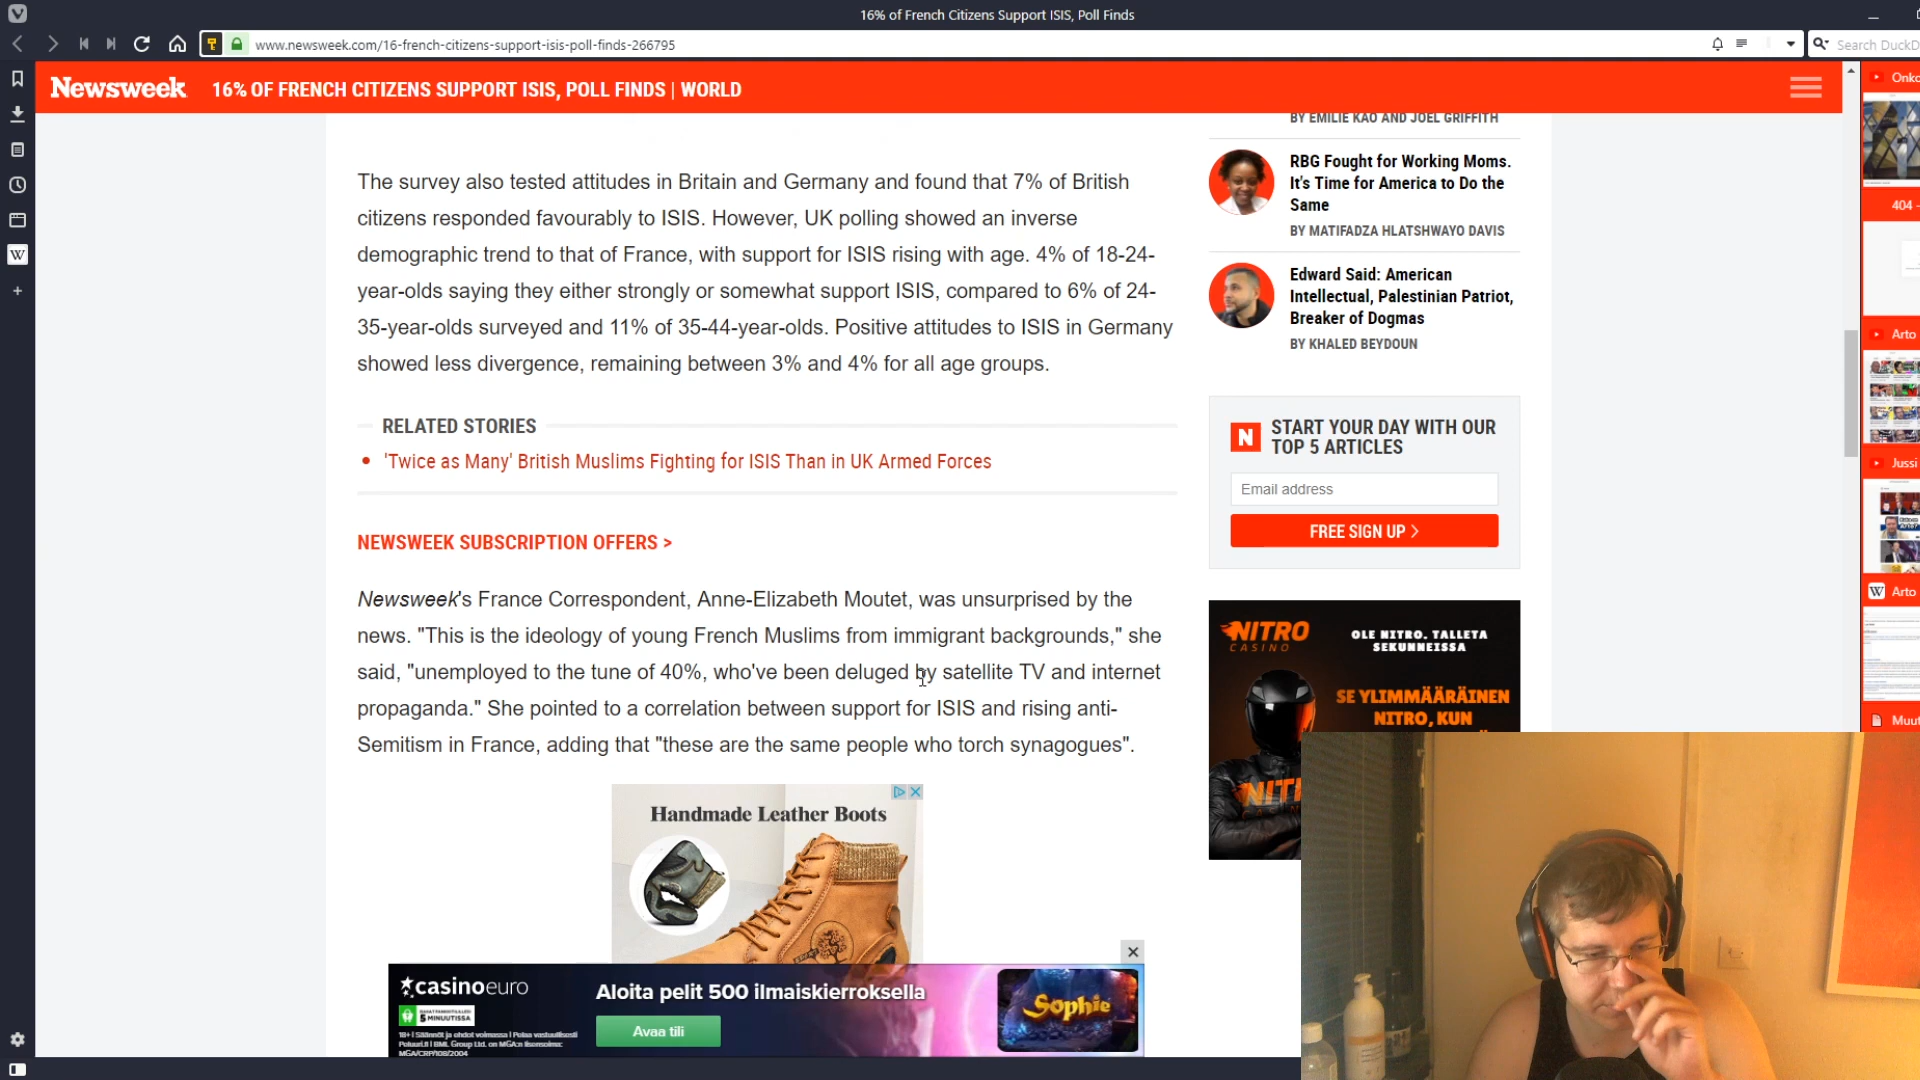 16% of French Citizens Support ISIS, Poll Finds
www.newsweek.com/16-french-citizens-support-isis-poll-finds-266795
Search DuckD
Newsweek
16% OF FRENCH CITIZENS SUPPORT ISIS, POLL FINDS | WORLD
The survey also tested attitudes in Britain and Germany and found that 7% of British
citizens responded favourably to ISIS. However, UK polling showed an inverse
demographic trend to that of France, with support for ISIS rising with age. 4% of 18-24-
year-olds saying they either strongly or somewhat support ISIS, compared to 6% of 24-
35-year-olds surveyed and 11% of 35-44-year-olds. Positive attitudes to ISIS in Germany
showed less divergence, remaining between 3% and 4% for all age groups.
RELATED STORIES
• 'Twice as Many' British Muslims Fighting for ISIS Than in UK Armed Forces
NEWSWEEK SUBSCRIPTION OFFERS >
Newsweek's France Correspondent, Anne-Elizabeth Moutet, was unsurprised by the
news. "This is the ideology of young French Muslims from immigrant backgrounds," she
said, "unemployed to the tune of 40%, who've been deluged by satellite TV and internet
propaganda." She pointed to a correlation between support for ISIS and rising anti-
Semitism in France, adding that "these are the same people who torch synagogues".
Handmade Leather Boots
casinoeuro
5 MINUUTISSA
Aloita pelit 500 ilmaiskierroksella
Avaa tili
Sophie
BY EMILIE KAO AND JOEL GRIFFITH
RBG Fought for Working Moms.
It's Time for America to Do the
Same
BY MATIFADZA HLATSHWAYO DAVIS
Edward Said: American
Intellectual, Palestinian Patriot,
Breaker of Dogmas
BY KHALED BEYDOUN
N
START YOUR DAY WITH OUR
TOP 5 ARTICLES
Email address
FREE SIGN UP >
NITRO
CASINO
OLE NITRO. TALLETA
SEKUNNEISSA
SE YLIMMÄÄRÄINEN
NITRO, KUN
NIT
Onko
404 -
Arto
Jussi
W Arto
Muut
W